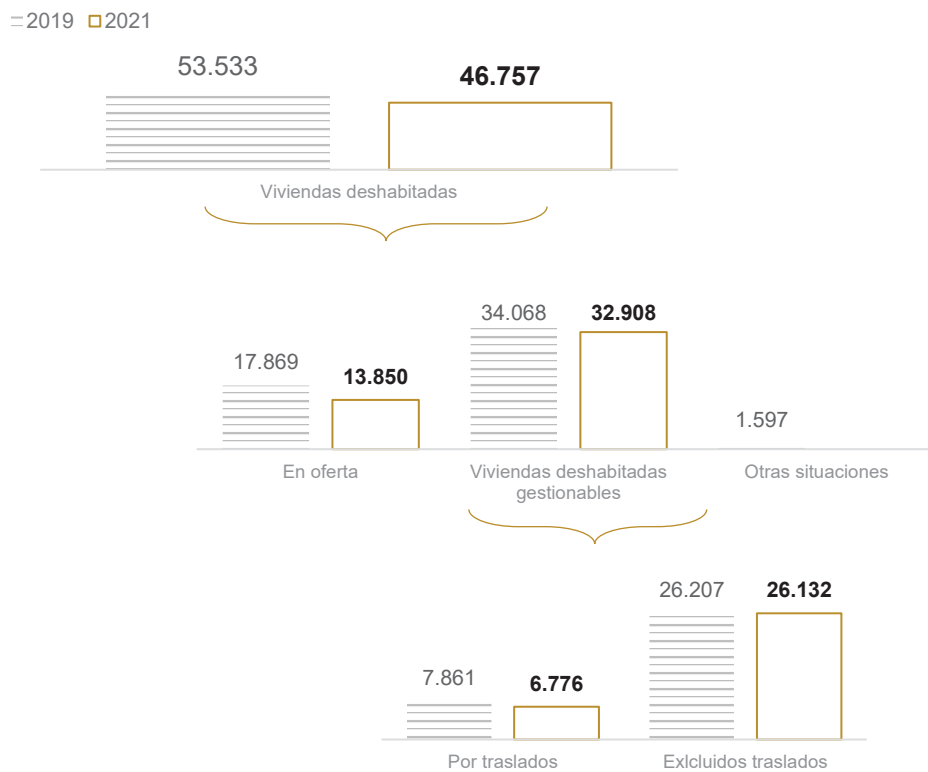 2019 2021
53.533
46.757
Viviendas deshabitadas
34.068
32.908
17.869
13.850
1.597
En oferta
Viviendas deshabitadas
gestionables
Otras situaciones
26.207
26.132
7.861
6.776
Por traslados
Exlcluidos traslados